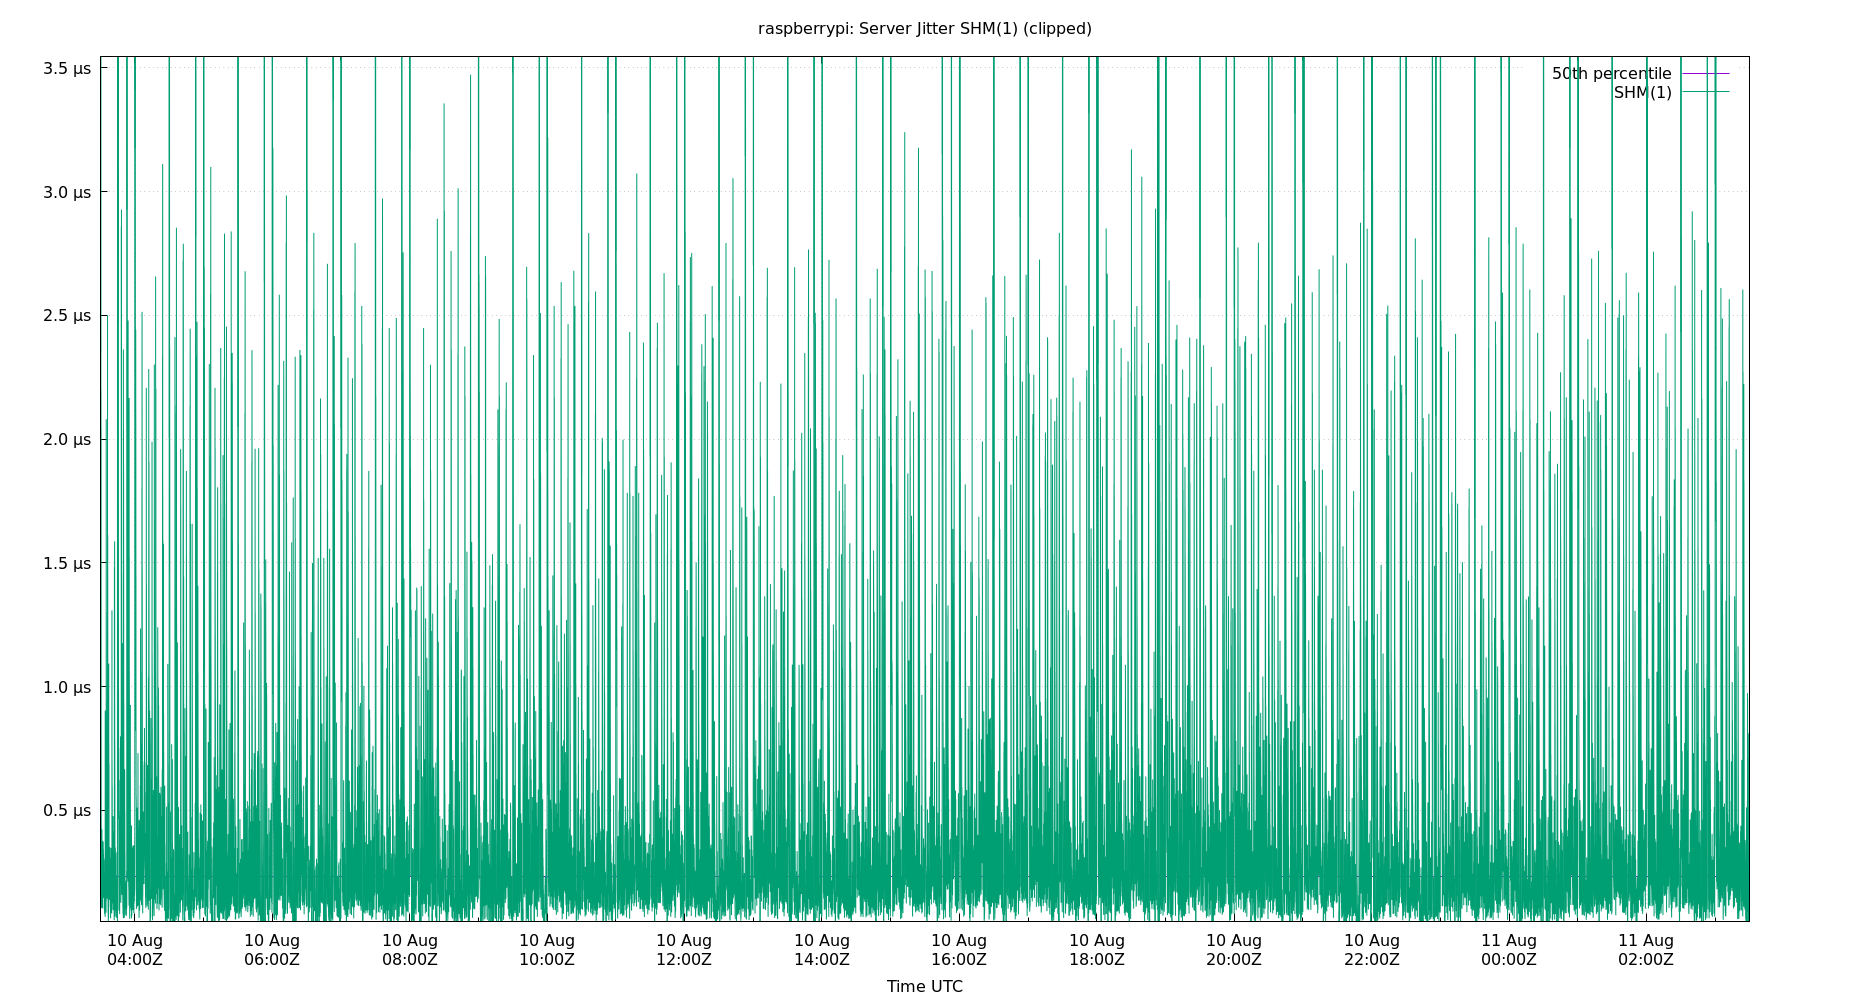 raspberrypi: Server Jitter SHM(1) (clipped)
3.5 µs
3.0 µs
2.5 µs
2.0 µs
1.5 µs
1.0 µs
0.5 µs
50th percentile
SHM(1)
10 Aug 10 Aug 10 Aug 10 Aug 10 Aug 10 Aug 10 Aug 10 Aug 10 Aug 10 Aug 11 Aug 11 Aug
04:00Z 06:00Z 08:00Z 10:00Z 12:00Z 14:00Z 16:00Z 18:00Z 20:00Z 22:00Z 00:00Z 02:00Z
Time UTC